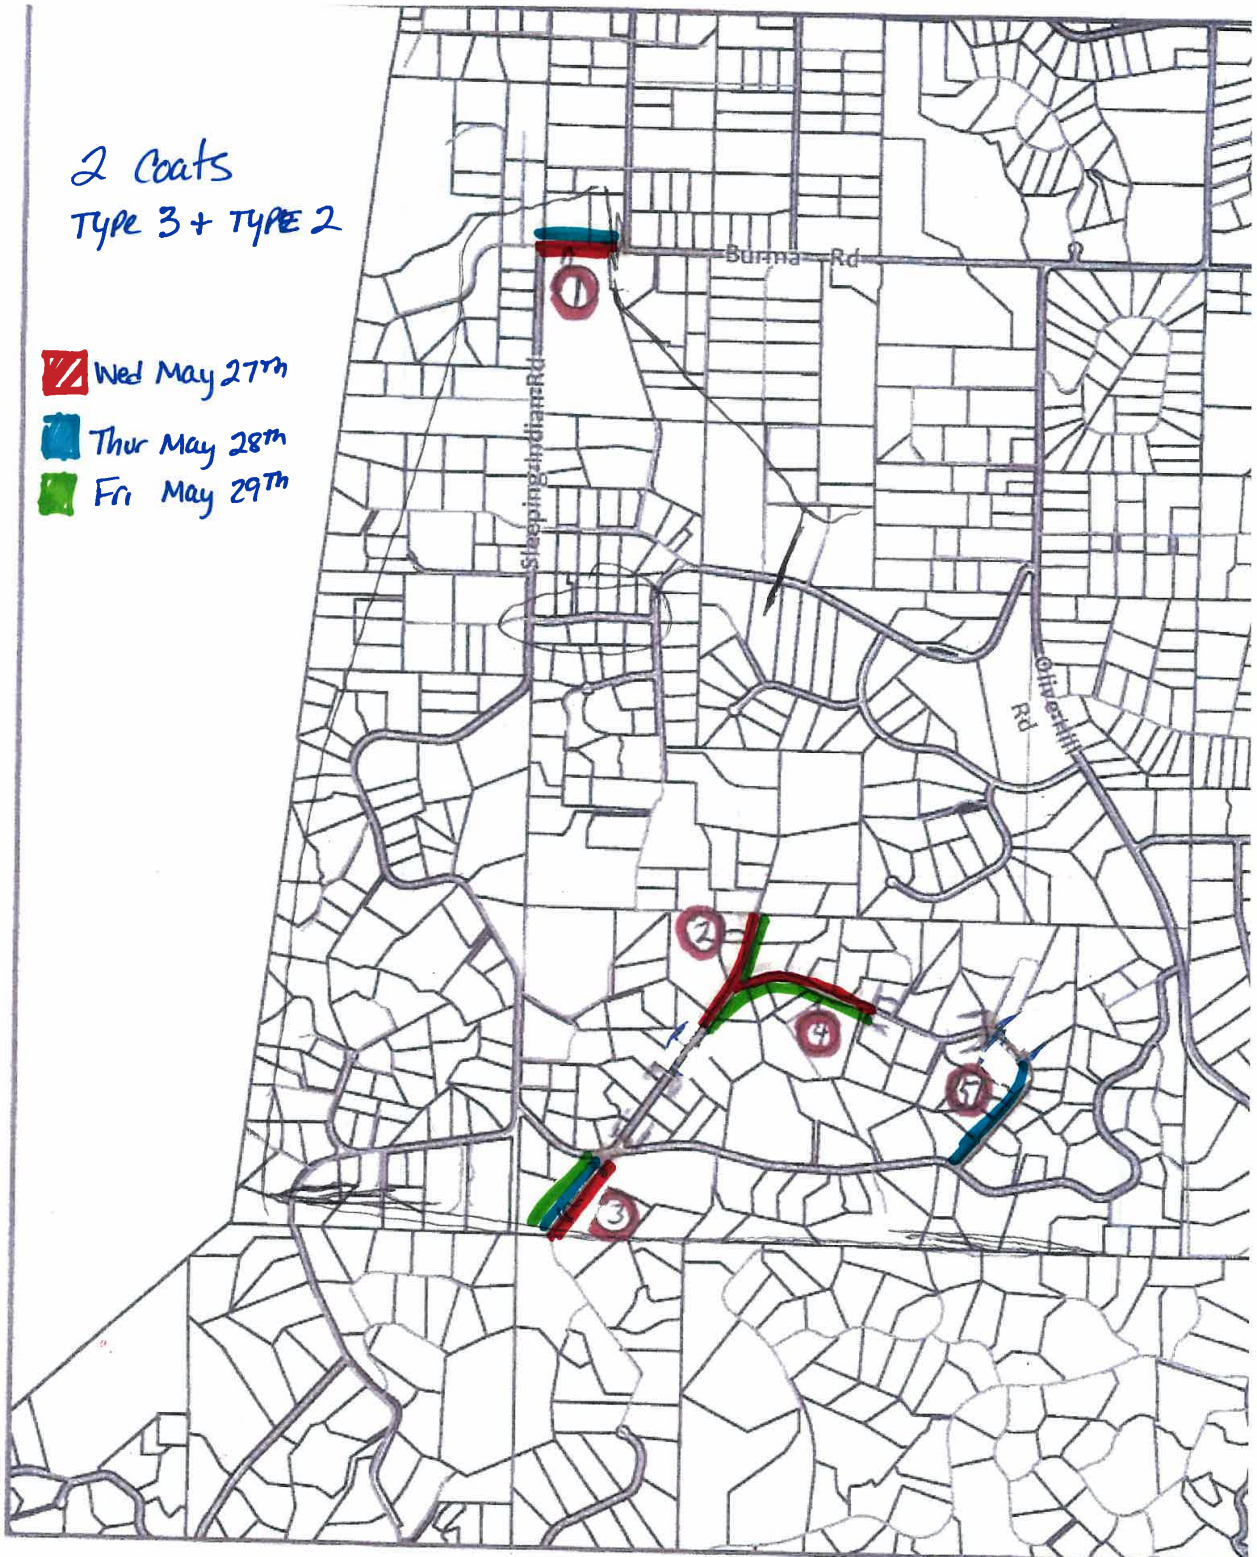 2 Coats
TYPE 3 + TYPE 2
Burma Rd
1
Wed May 27th
Thur May 28th
Fri May 29th
Sleeping Indian Rd
Olive Hill
Rd
2
4
5
3